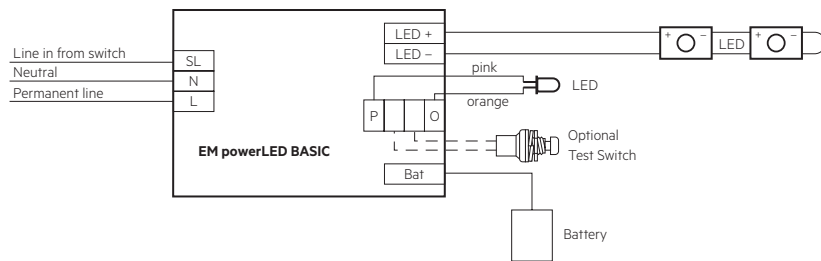 Line in from switch
Neutral
Permanent line
SL
N
L
EM powerLED BASIC
LED +
LED –
P
O
Bat
pink
orange
LED
Optional
Test Switch
Battery
+ –
LED
+ –